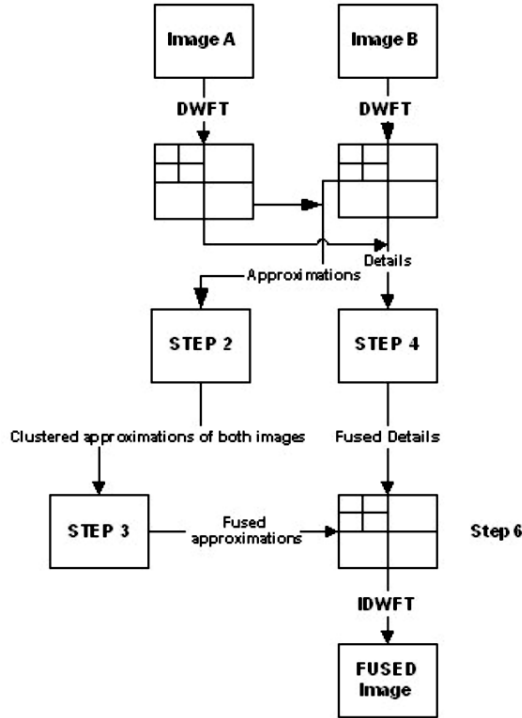 Image A
Image B
DWFT
DWFT
Details
Approximations
STEP 2
STEP 4
Clustered approximations of both images
Fused Details
STEP 3
Fused
approximations
Step 6
IDWFT
FUSED
Image